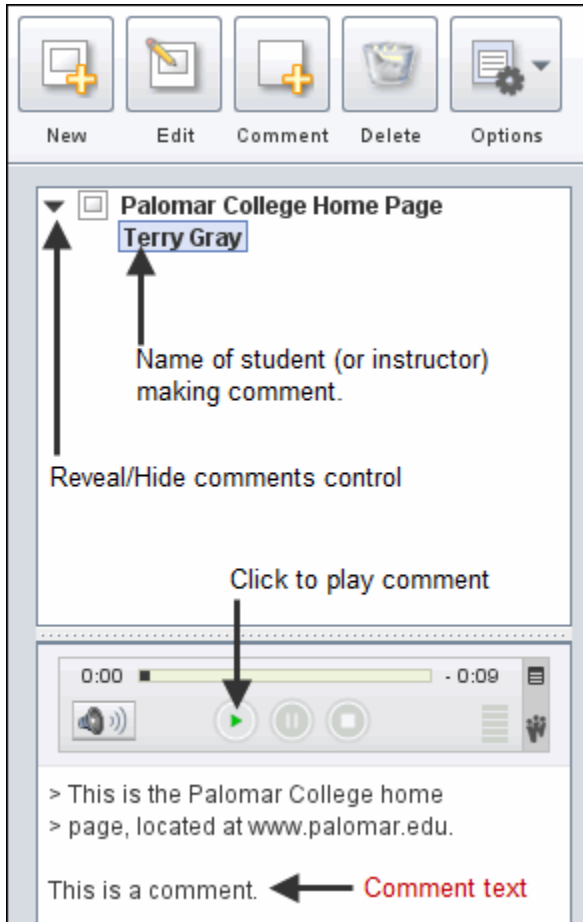 New Edit Comment Delete Options
Palomar College Home Page
Terry Gray
Name of student (or instructor)
making comment.
Reveal/Hide comments control
Click to play comment
0:00 - 0:09
> This is the Palomar College home
> page, located at www.palomar.edu.
This is a comment. Comment text